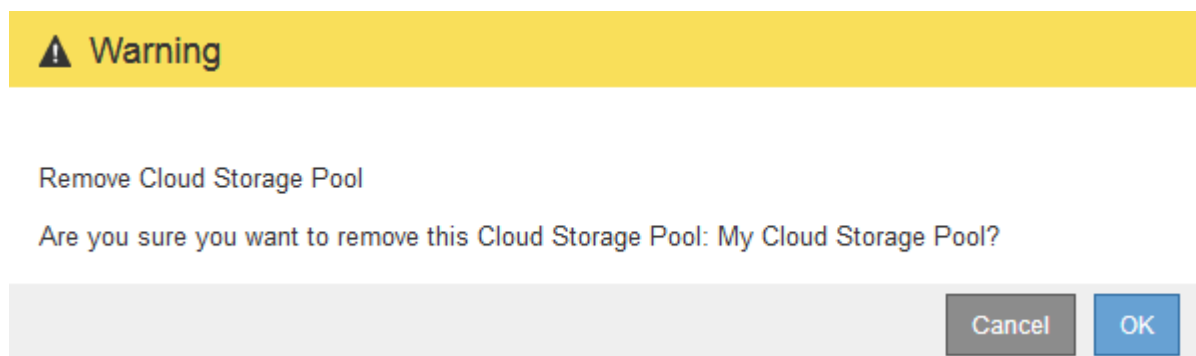 Warning
Remove Cloud Storage Pool
Are you sure you want to remove this Cloud Storage Pool: My Cloud Storage Pool?
Cancel OK